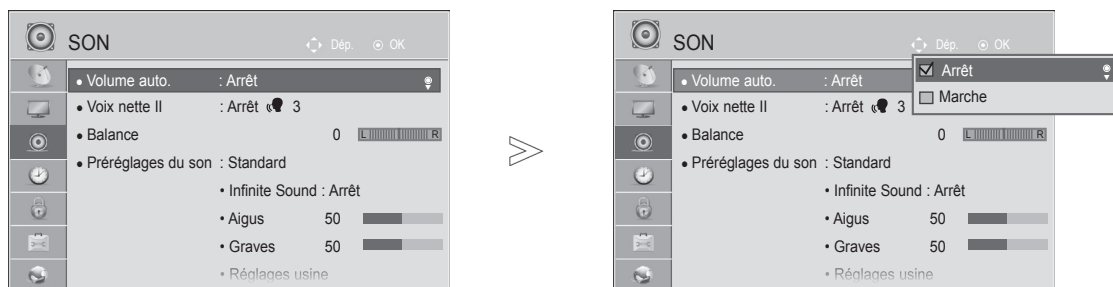 SON
Dép. OK
• Volume auto. : Arrêt
• Voix nette II : Arrêt 3
• Balance 0 L R
• Préréglages du son : Standard
• Infinite Sound : Arrêt
• Aigus 50
• Graves 50
• Réglages usine
>
SON
Dép. OK
• Volume auto. : Arrêt
Arrêt
Marche
• Voix nette II : Arrêt 3
• Balance 0 L R
• Préréglages du son : Standard
• Infinite Sound : Arrêt
• Aigus 50
• Graves 50
• Réglages usine